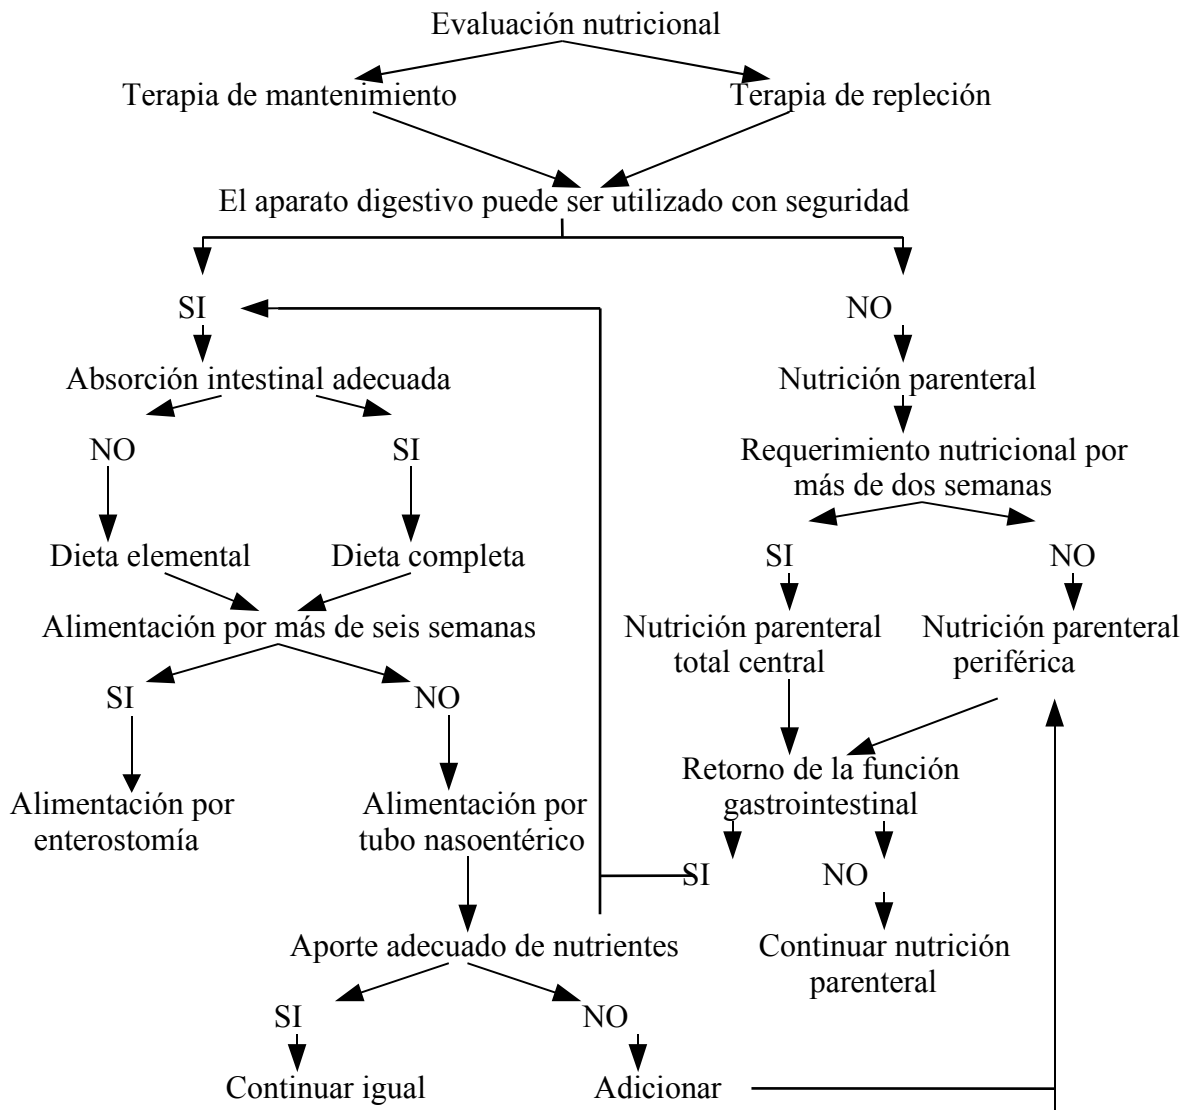 Evaluación nutricional
Terapia de mantenimiento
Terapia de repleción
El aparato digestivo puede ser utilizado con seguridad
SI
NO
Absorción intestinal adecuada
Nutrición parenteral
NO
SI
Requerimiento nutricional por
más de dos semanas
Dieta elemental
Dieta completa
SI
NO
Alimentación por más de seis semanas
Nutrición parenteral
total central
Nutrición parenteral
periférica
SI
NO
Retorno de la función
gastrointestinal
Alimentación por
enterostomía
Alimentación por
tubo nasoentérico
SI
NO
Aporte adecuado de nutrientes
Continuar nutrición
parenteral
SI
NO
Continuar igual
Adicionar